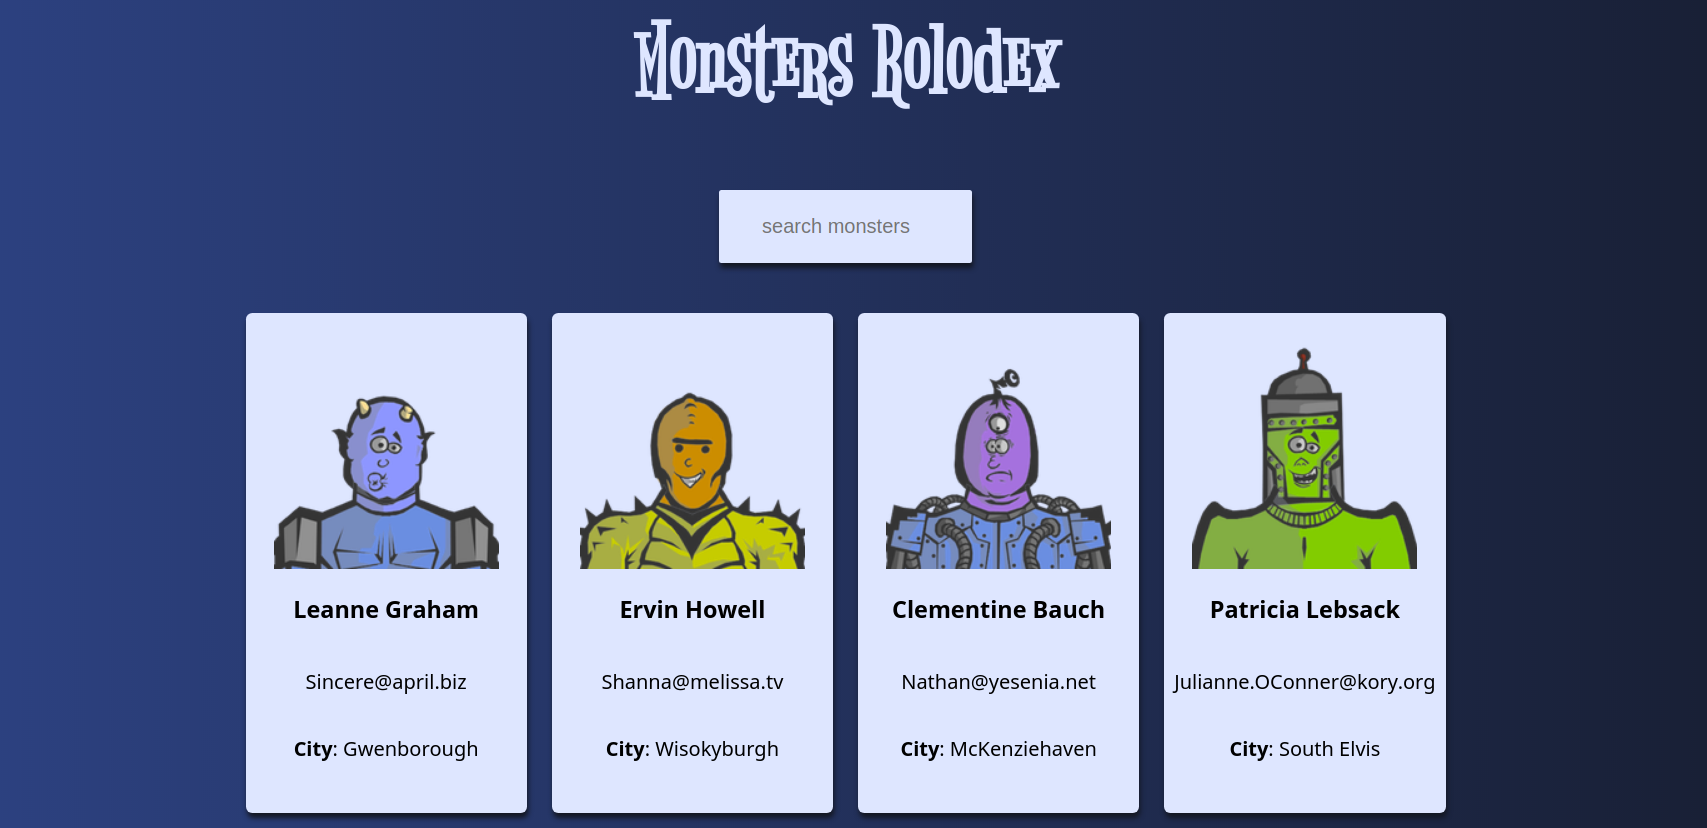 Monsters Rolodex
search monsters
Leanne Graham
Sincere@april.biz
City: Gwenborough
Ervin Howell
Shanna@melissa.tv
City: Wisokyburgh
Clementine Bauch
Nathan@yesenia.net
City: McKenziehaven
Patricia Lebsack
Julianne.OConner@kory.org
City: South Elvis